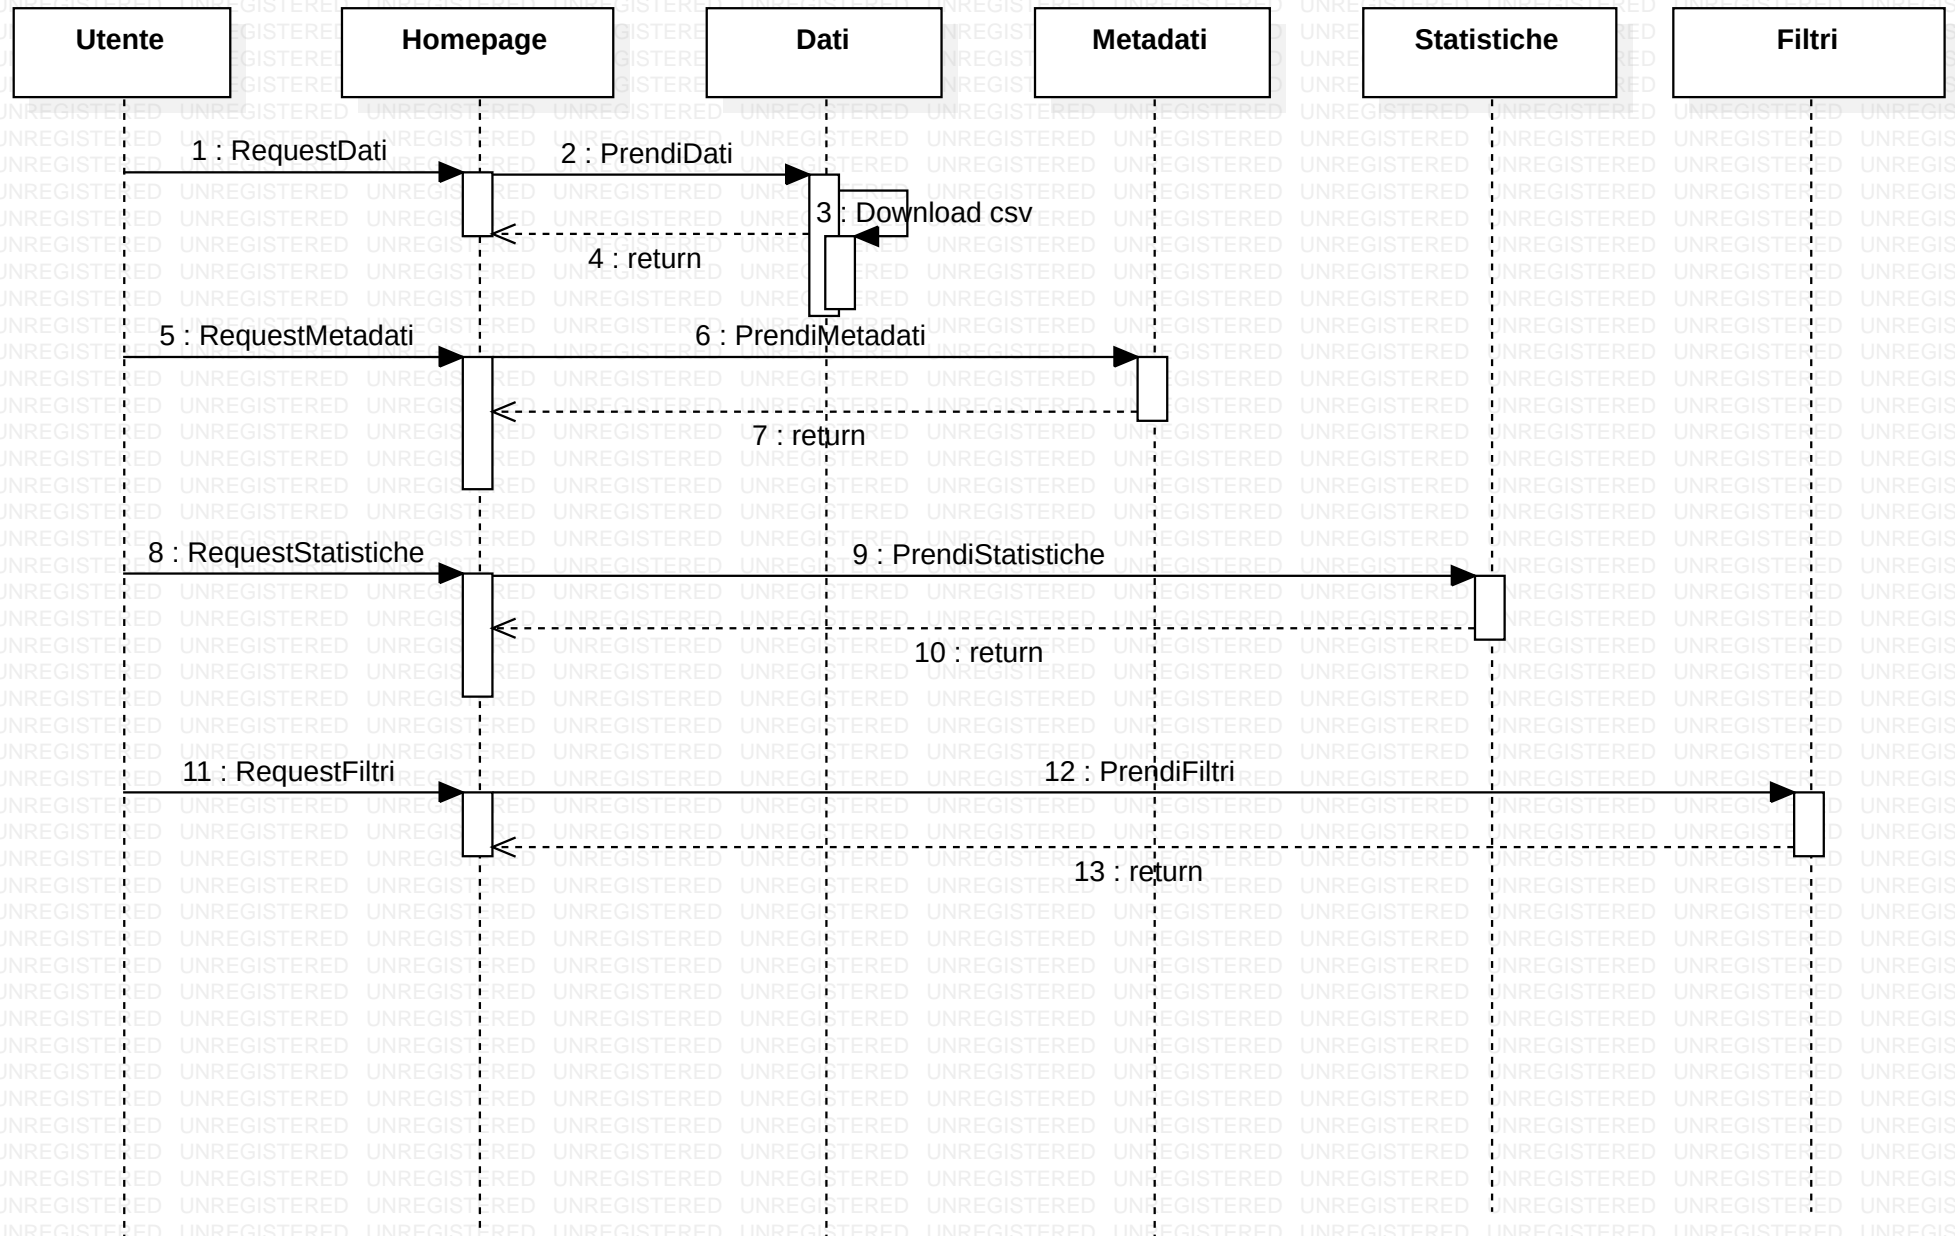 Utente
Homepage
Dati
Metadati
Statistiche
Filtri
1 : RequestDati
2 : PrendiDati
3 : Download csv
4 : return
5 : RequestMetadati
6 : PrendiMetadati
7 : return
8 : RequestStatistiche
9 : PrendiStatistiche
10 : return
11 : RequestFiltri
12 : PrendiFiltri
13 : return
UNREGISTERED